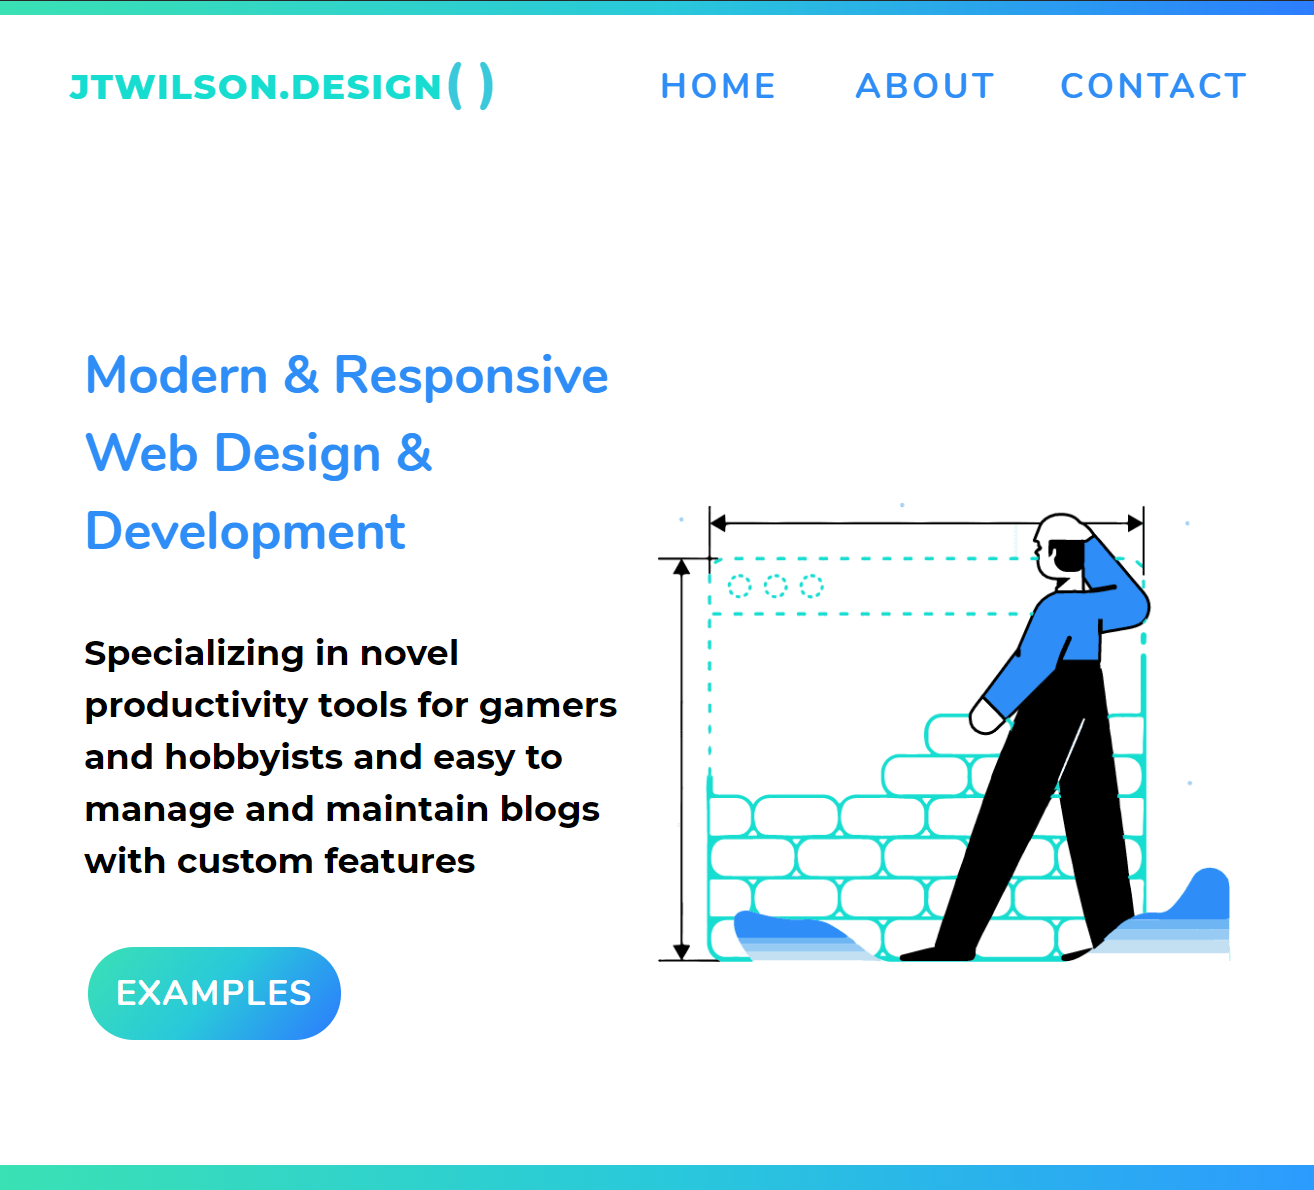 JTWILSON.DESIGN( )
HOME ABOUT CONTACT
Modern & Responsive
Web Design &
Development
Specializing in novel
productivity tools for gamers
and hobbyists and easy to
manage and maintain blogs
with custom features
EXAMPLES